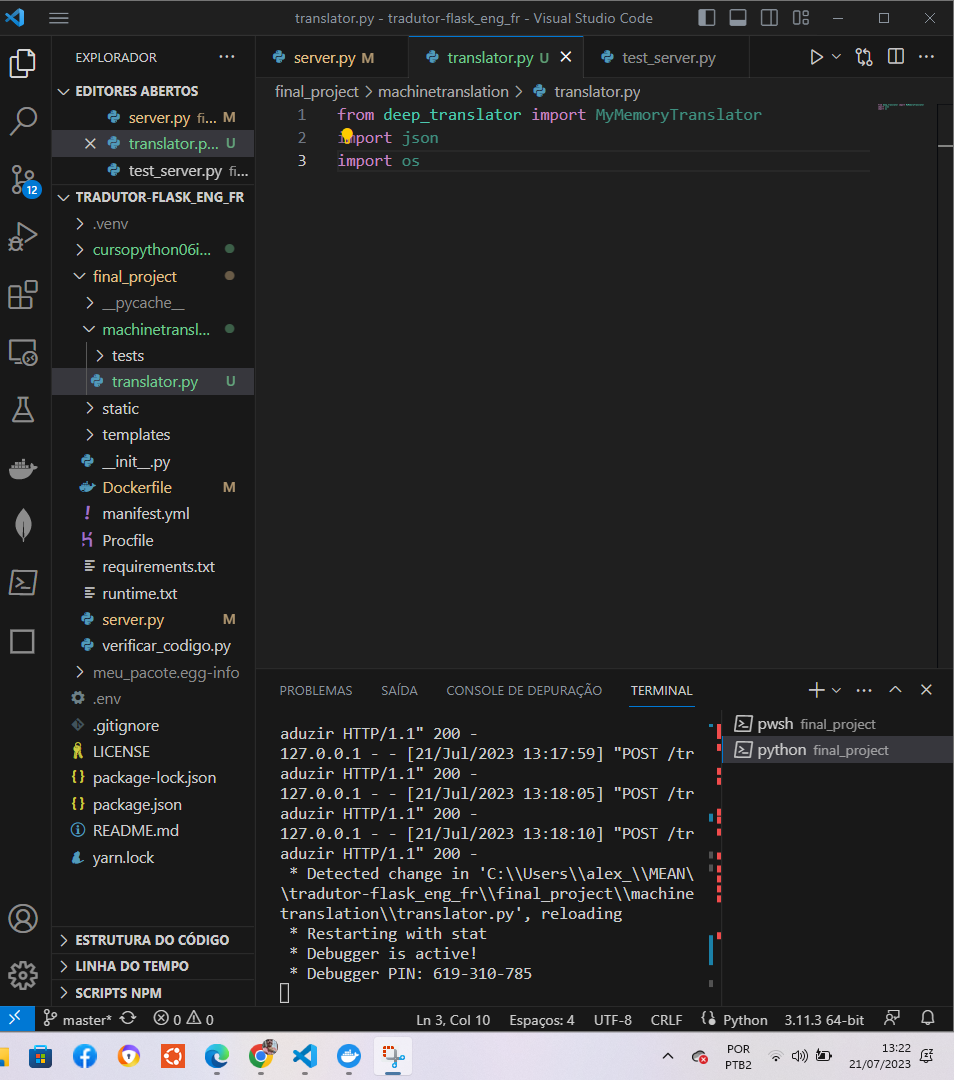 translator.py - tradutor-flask_eng_fr - Visual Studio Code
EXPLORADOR
EDITORES ABERTOS
server.py fi... M
translator.p... U
test_server.py fi...
TRADUTOR-FLASK_ENG_FR
.venv
cursopython06i...
final_project
__pycache__
machinetransl...
tests
translator.py U
static
templates
__init__.py
Dockerfile M
manifest.yml
Procfile
requirements.txt
runtime.txt
server.py M
verificar_codigo.py
meu_pacote.egg-info
.env
.gitignore
LICENSE
package-lock.json
package.json
README.md
yarn.lock
ESTRUTURA DO CÓDIGO
LINHA DO TEMPO
SCRIPTS NPM
12
server.py M translator.py U test_server.py
final_project > machinetranslation > translator.py
1 from deep_translator import MyMemoryTranslator
2 import json
3 import os
PROBLEMAS SAÍDA CONSOLE DE DEPURAÇÃO TERMINAL
aduzir HTTP/1.1" 200 -
127.0.0.1 - - [21/Jul/2023 13:17:59] "POST /tr
aduzir HTTP/1.1" 200 -
127.0.0.1 - - [21/Jul/2023 13:18:05] "POST /tr
aduzir HTTP/1.1" 200 -
127.0.0.1 - - [21/Jul/2023 13:18:10] "POST /tr
aduzir HTTP/1.1" 200 -
* Detected change in 'C:\\Users\\alex_\\MEAN\
\tradutor-flask_eng_fr\\final_project\\machine
translation\\translator.py', reloading
* Restarting with stat
* Debugger is active!
* Debugger PIN: 619-310-785
pwsh final_project
python final_project
master* 0 0 Ln 3, Col 10 Espaços: 4 UTF-8 CRLF Python 3.11.3 64-bit
POR
PTB2
13:22
21/07/2023